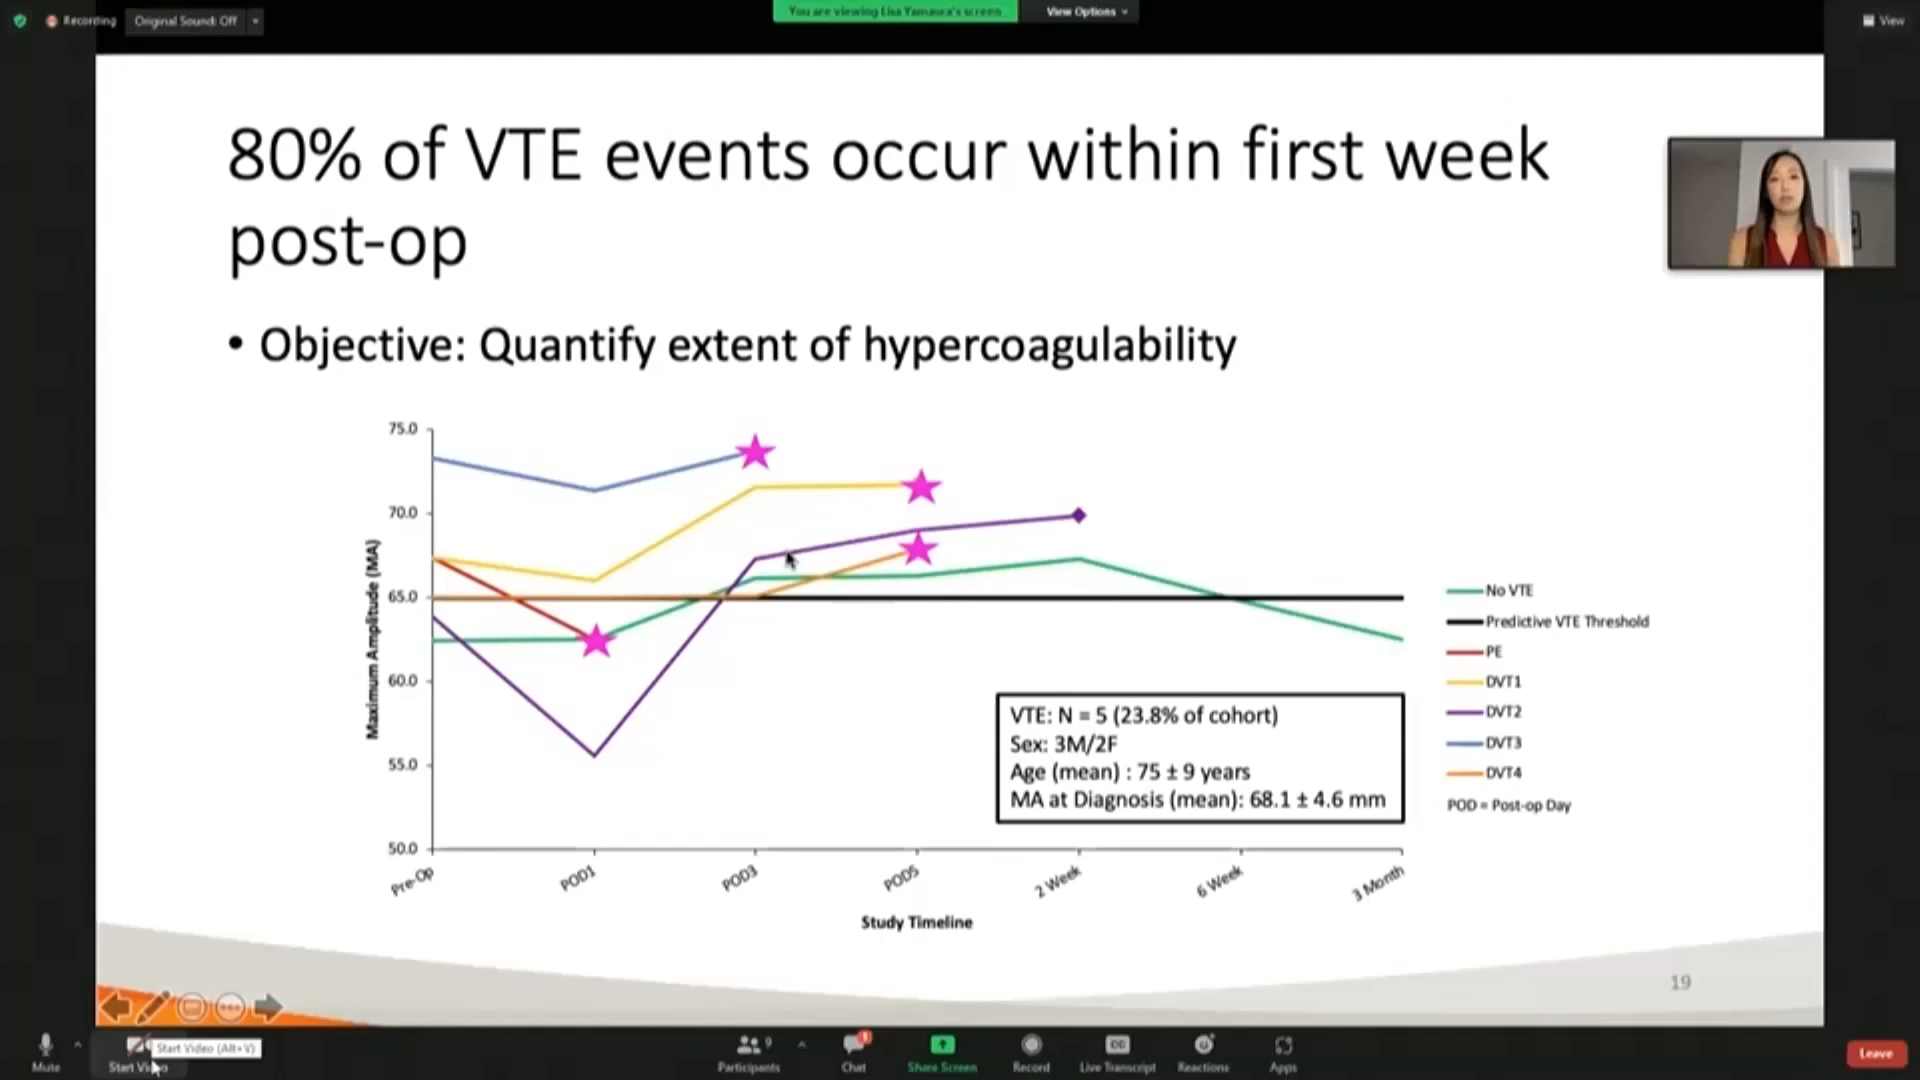 Recording
Original Sound: Off
You are viewing Lisa Yamaura's screen
View Options
View
80% of VTE events occur within first week
post-op
• Objective: Quantify extent of hypercoagulability
75.0
70.0
65.0
60.0
55.0
50.0
Maximum Amplitude (MA)
Pre-Op
POD1
POD3
POD5
2 Week
6 Week
3 Month
Study Timeline
VTE: N = 5 (23.8% of cohort)
Sex: 3M/2F
Age (mean) : 75 ± 9 years
MA at Diagnosis (mean): 68.1 ± 4.6 mm
No VTE
Predictive VTE Threshold
PE
DVT1
DVT2
DVT3
DVT4
POD = Post-op Day
19
Start Video (Alt+V)
Mute
Start Video
Participants
9
Chat
Share Screen
Record
CC
Live Transcript
Reactions
Apps
Leave